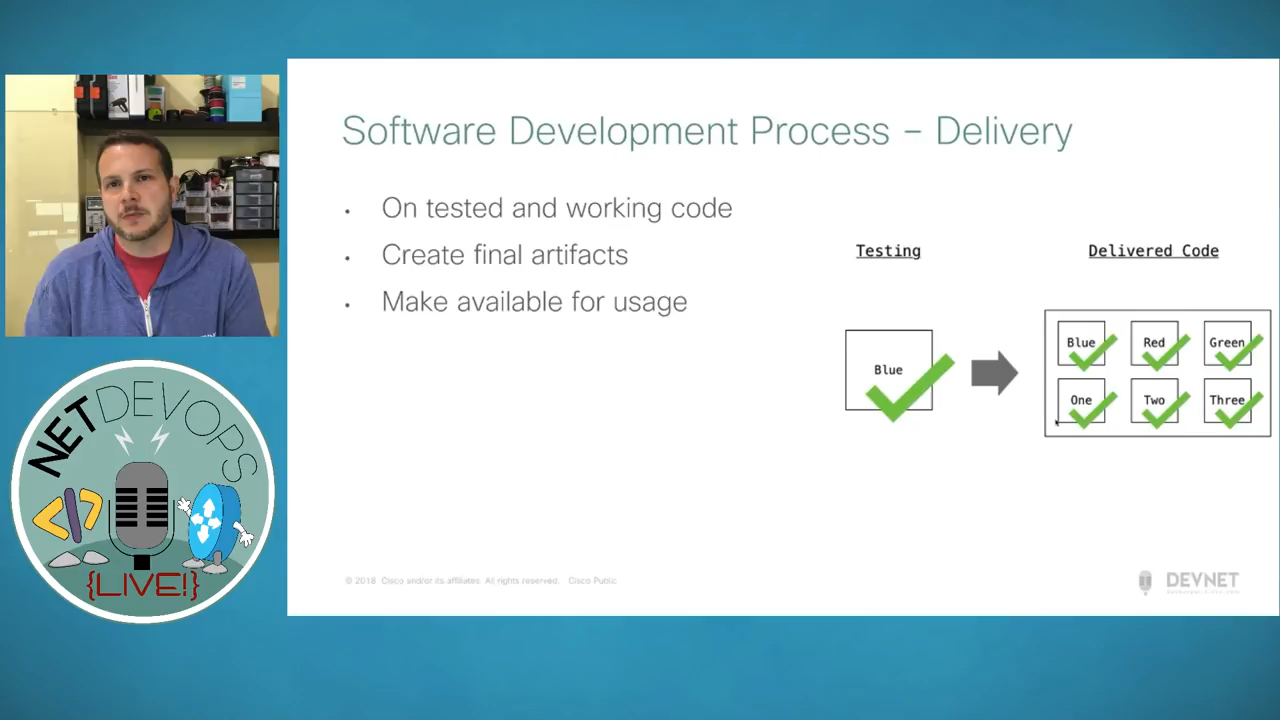 Software Development Process – Delivery
• On tested and working code
• Create final artifacts
• Make available for usage
Testing
Delivered Code
Blue
Blue Red Green
One Two Three
© 2018 Cisco and/or its affiliates. All rights reserved. Cisco Public
DEVNET
NETDEVOPS
{LIVE!}